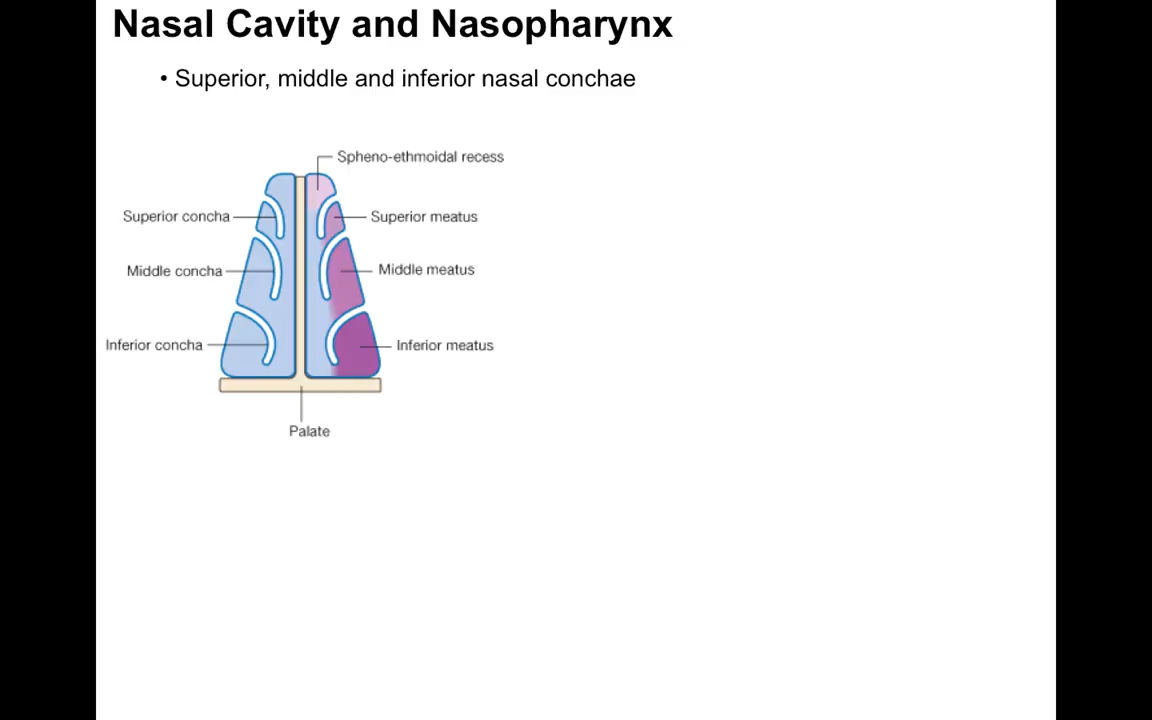 Nasal Cavity and Nasopharynx
• Superior, middle and inferior nasal conchae
Spheno-ethmoidal recess
Superior concha
Superior meatus
Middle concha
Middle meatus
Inferior concha
Inferior meatus
Palate